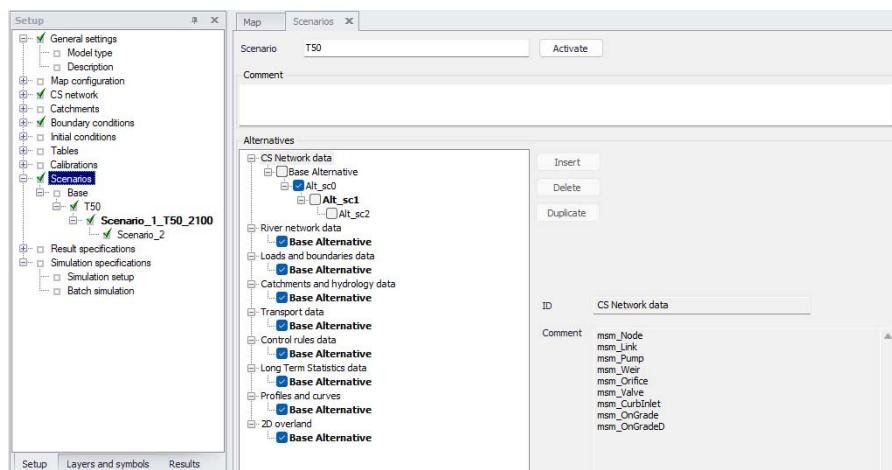 Setup
General settings
Model type
Description
Map configuration
CS network
Catchments
Boundary conditions
Initial conditions
Tables
Calibrations
Scenarios
Base
T50
Scenario_1_T50_2100
Scenario_2
Result specifications
Simulation specifications
Simulation setup
Batch simulation
Setup Layers and symbols Results
Map Scenarios
Scenario T50 Activate
Comment
Alternatives
CS Network data
Base Alternative
Alt_sc0
Alt_sc1
Alt_sc2
River network data
Base Alternative
Loads and boundaries data
Base Alternative
Catchments and hydrology data
Base Alternative
Transport data
Base Alternative
Control rules data
Base Alternative
Long Term Statistics data
Base Alternative
Profiles and curves
Base Alternative
2D overland
Base Alternative
Insert
Delete
Duplicate
ID CS Network data
Comment
msm_Node
msm_Link
msm_Pump
msm_Weir
msm_Orifice
msm_Valve
msm_CurbInlet
msm_OnGrade
msm_OnGradeD